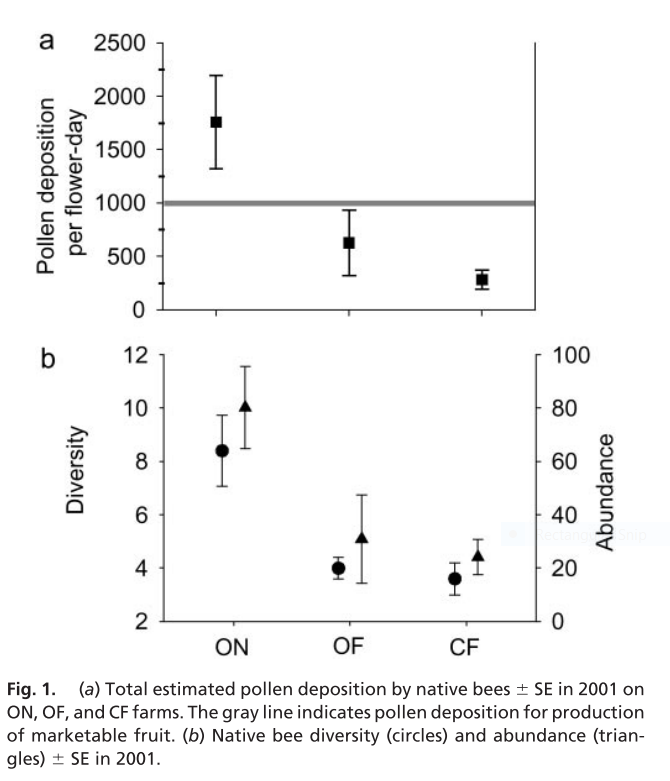 a
2500
2000
1500
1000
500
0
Pollen deposition
per flower-day
b
12
10
8
6
4
2
Diversity
100
80
60
40
20
0
Abundance
ON OF CF
Rectangular Snip
Fig. 1. (a) Total estimated pollen deposition by native bees ± SE in 2001 on
ON, OF, and CF farms. The gray line indicates pollen deposition for production
of marketable fruit. (b) Native bee diversity (circles) and abundance (trian-
gles) ± SE in 2001.